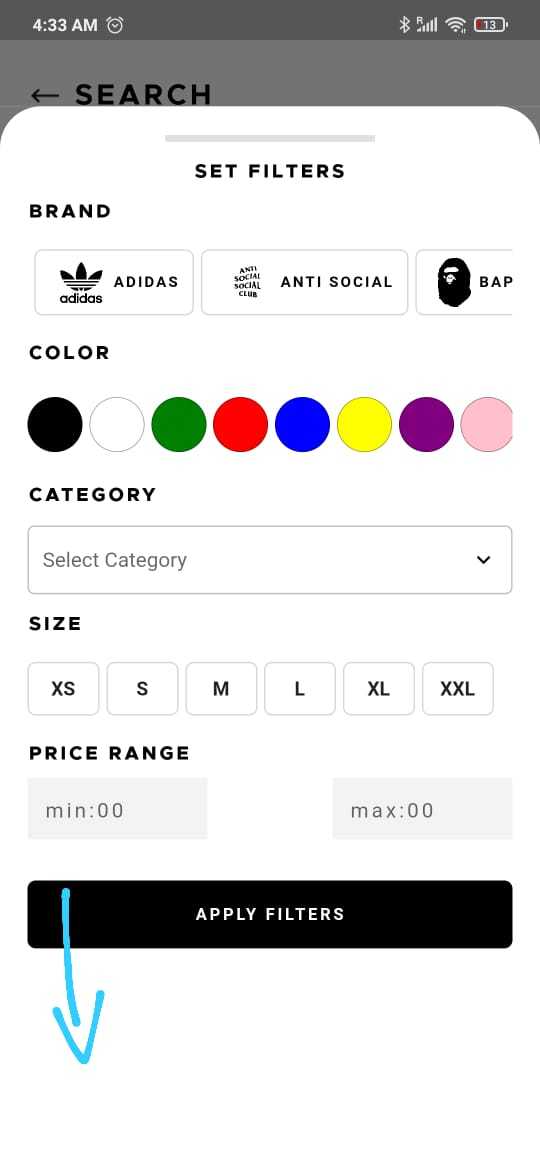 4:33 AM R 13
← SEARCH
SET FILTERS
BRAND
adidas ADIDAS ANTI SOCIAL SOCIAL CLUB ANTI SOCIAL BAP
COLOR
CATEGORY
Select Category
SIZE
XS S M L XL XXL
PRICE RANGE
min:00 max:00
APPLY FILTERS